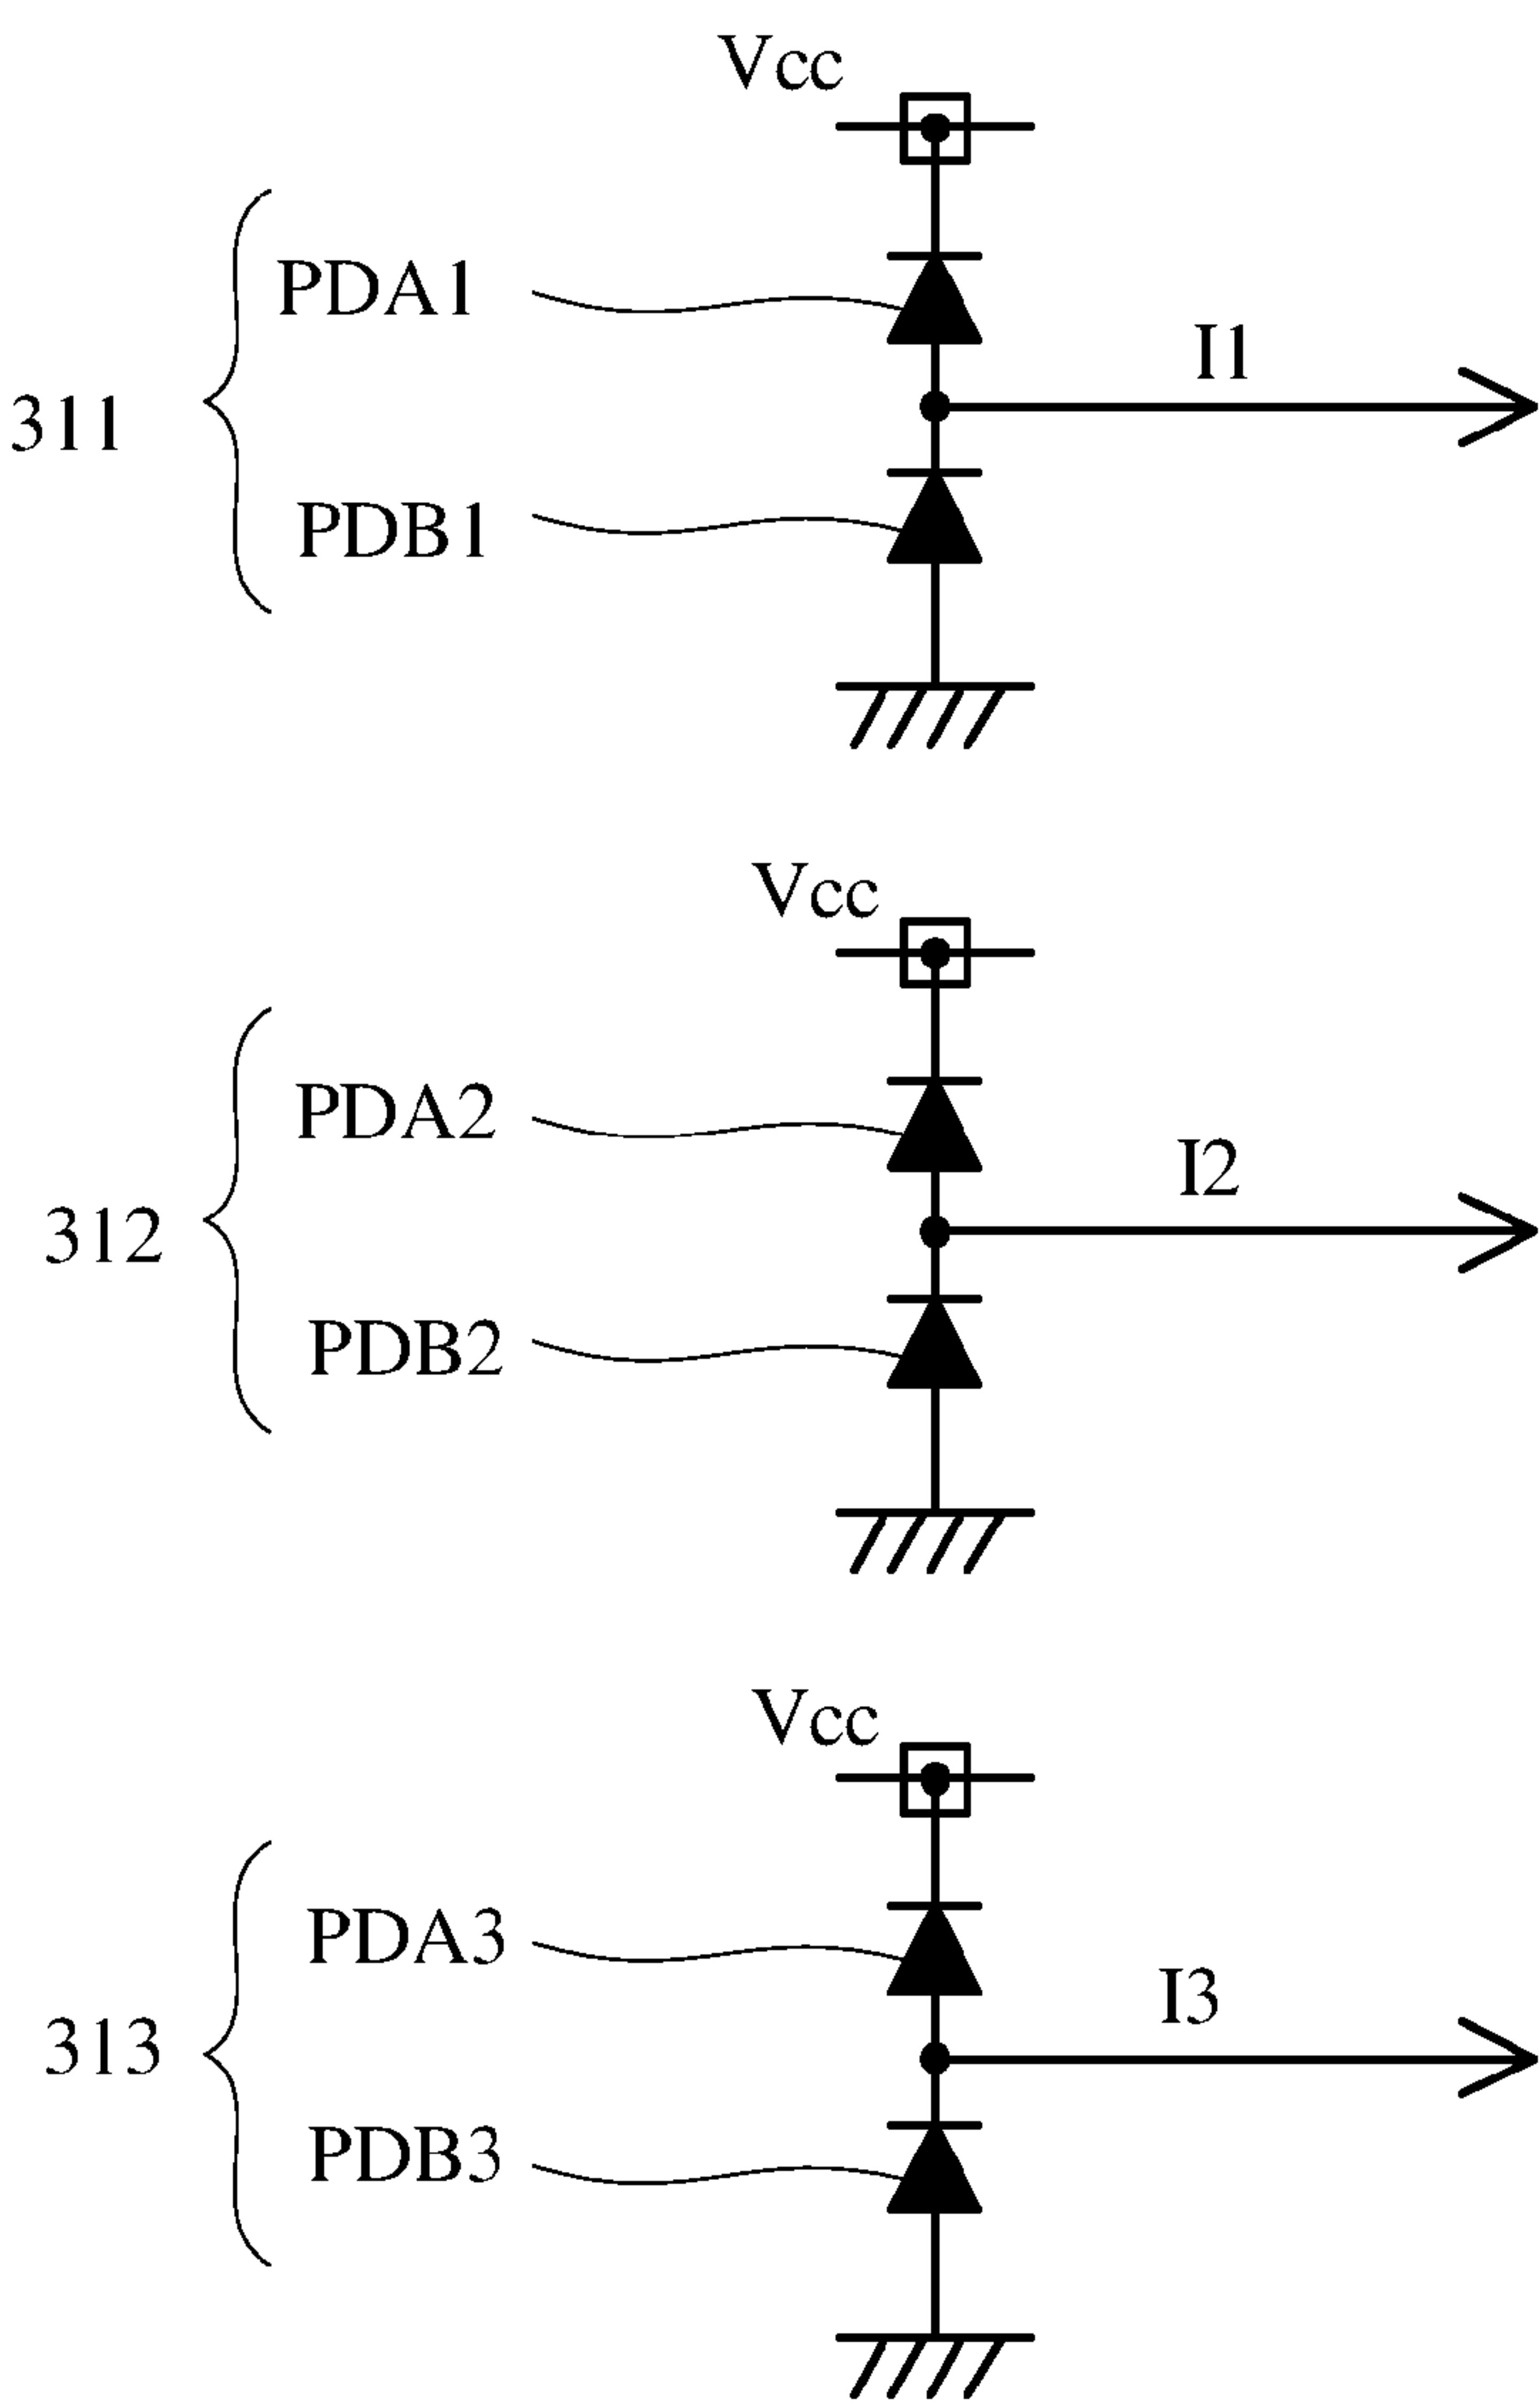 Vcc
PDA1
I1
311
PDB1
Vcc
PDA2
I2
312
PDB2
Vcc
PDA3
I3
313
PDB3